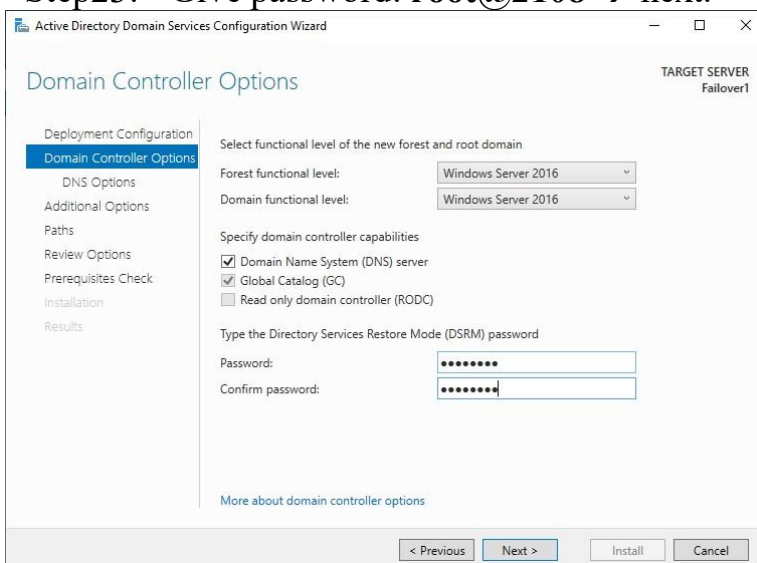 Give password: → next.
Active Directory Domain Services Configuration Wizard
Domain Controller Options
TARGET SERVER
Failover1
Deployment Configuration
Domain Controller Options
DNS Options
Additional Options
Paths
Review Options
Prerequisites Check
Installation
Results
Select functional level of the new forest and root domain
Forest functional level: Windows Server 2016
Domain functional level: Windows Server 2016
Specify domain controller capabilities
Domain Name System (DNS) server
Global Catalog (GC)
Read only domain controller (RODC)
Type the Directory Services Restore Mode (DSRM) password
Password: ••••••••
Confirm password: ••••••••
More about domain controller options
< Previous Next > Install Cancel